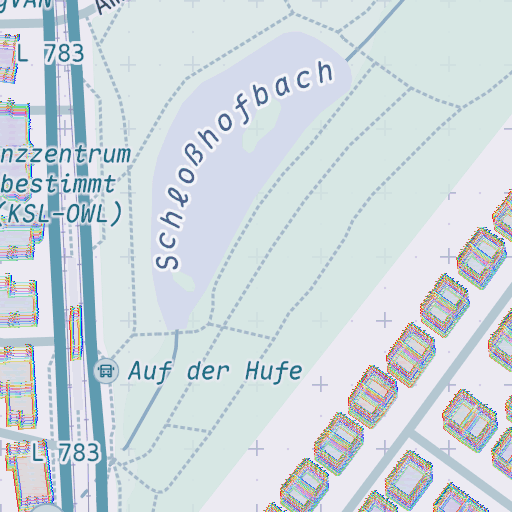 L 783
Schloßhofbach
nzzentrum
bestimmt
(KSL-OWL)
Auf der Hufe
L 783